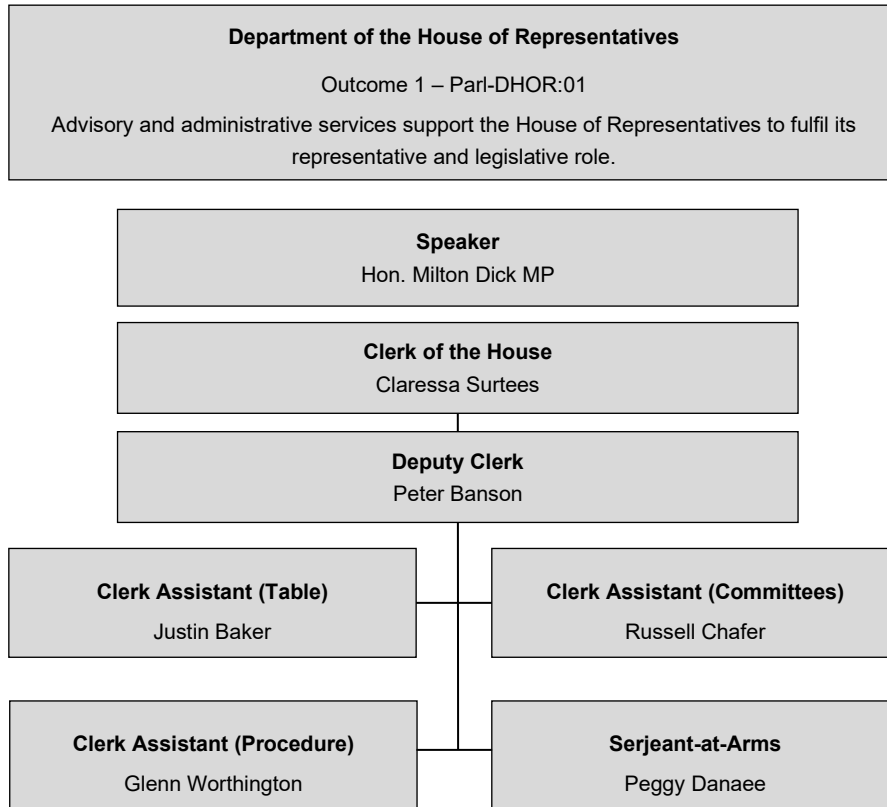 Department of the House of Representatives
Outcome 1 – Parl-DHOR:01
Advisory and administrative services support the House of Representatives to fulfil its
representative and legislative role.
Speaker
Hon. Milton Dick MP
Clerk of the House
Claressa Surtees
Deputy Clerk
Peter Banson
Clerk Assistant (Table)
Justin Baker
Clerk Assistant (Committees)
Russell Chafer
Clerk Assistant (Procedure)
Glenn Worthington
Serjeant-at-Arms
Peggy Danaee